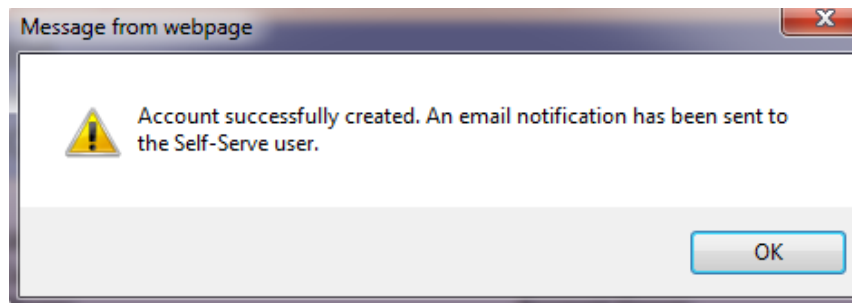 Message from webpage
Account successfully created. An email notification has been sent to
the Self-Serve user.
OK